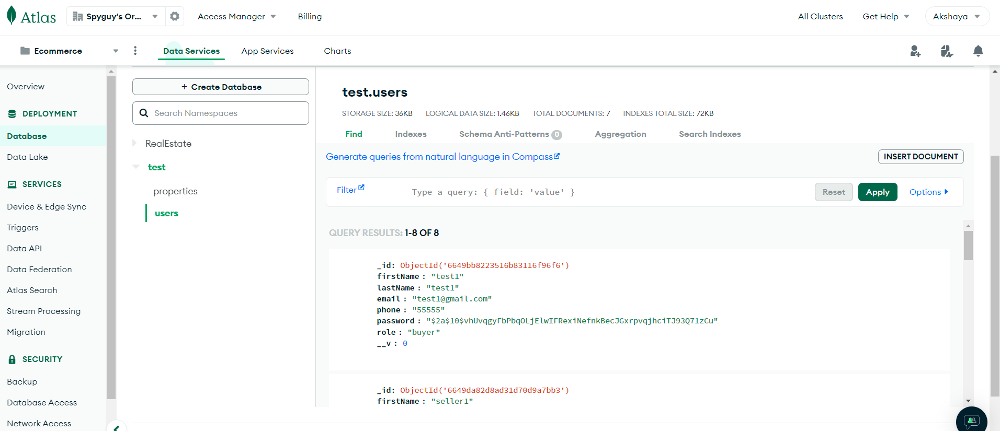 Atlas
Spyguy's Or...
Access Manager
Billing
All Clusters
Get Help
Akshaya
Ecommerce
Data Services
App Services
Charts
Overview
DEPLOYMENT
Database
Data Lake
SERVICES
Device & Edge Sync
Triggers
Data API
Data Federation
Atlas Search
Stream Processing
Migration
SECURITY
Backup
Database Access
Network Access
+ Create Database
Search Namespaces
RealEstate
test
properties
users
test.users
STORAGE SIZE: 36KB LOGICAL DATA SIZE: 1.46KB TOTAL DOCUMENTS: 7 INDEXES TOTAL SIZE: 72KB
Find Indexes Schema Anti-Patterns 0 Aggregation Search Indexes
Generate queries from natural language in Compass
INSERT DOCUMENT
Filter
Type a query: { field: 'value' }
Reset
Apply
Options
QUERY RESULTS: 1-8 OF 8
_id: ObjectId('6649bb8223516b83116f96f6')
firstName : "test1"
lastName : "test1"
email : "test1@gmail.com"
phone : "55555"
password : "$2a$10$vhUvqgyFbPbqOLjElwIFRexiNefnkBecJGxrpvqjhciTJ93Q71zCu"
role : "buyer"
__v : 0
_id: ObjectId('6649da82d8ad31d70d9a7bb3')
firstName : "seller1"